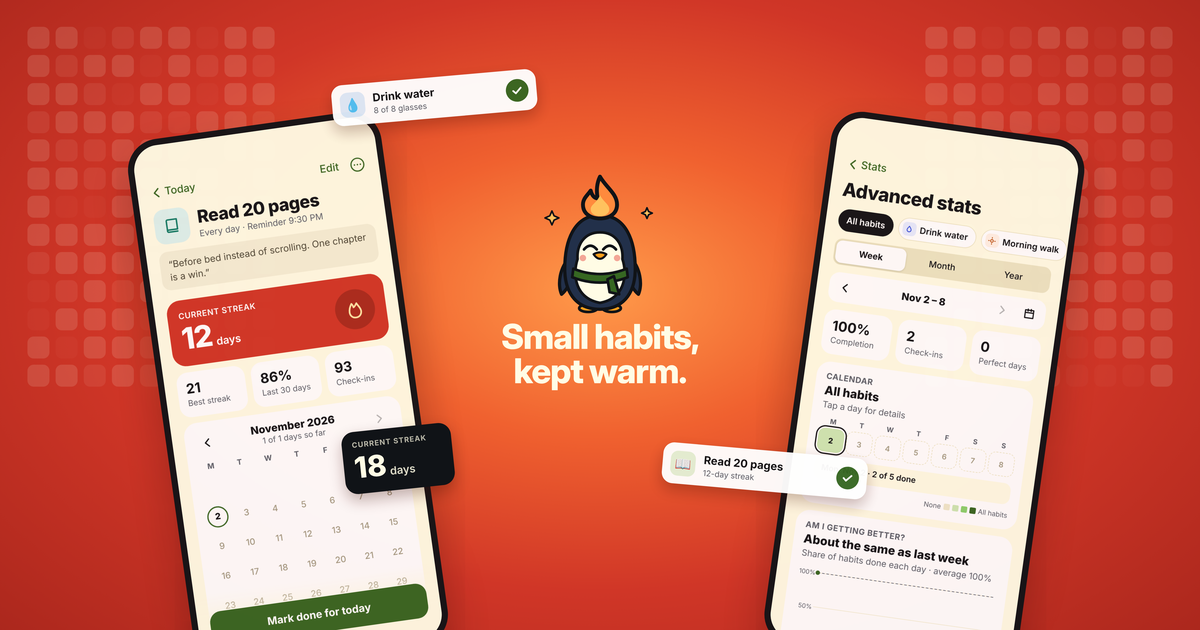 Drink water
8 of 8 glasses
Today
Edit
Read 20 pages
Every day · Reminder 9:30 PM
“Before bed instead of scrolling. One chapter
is a win.”
CURRENT STREAK
12 days
21
Best streak
86%
Last 30 days
93
Check-ins
November 2026
1 of 1 days so far
M T W T F
2 3 4 5 6 7 8
9 10 11 12 13 14 15
16 17 18 19 20 21 22
23 24 25 26 27 28 29
Mark done for today
CURRENT STREAK
18 days
Small habits,
kept warm.
Stats
Advanced stats
All habits
Drink water
Morning walk
Week
Month
Year
Nov 2 – 8
100%
Completion
2
Check-ins
0
Perfect days
CALENDAR
All habits
Tap a day for details
M T W T F S S
2 3 4 5 6 7 8
2 of 5 done
None
All habits
Read 20 pages
12-day streak
AM I GETTING BETTER?
About the same as last week
Share of habits done each day · average 100%
100%
50%